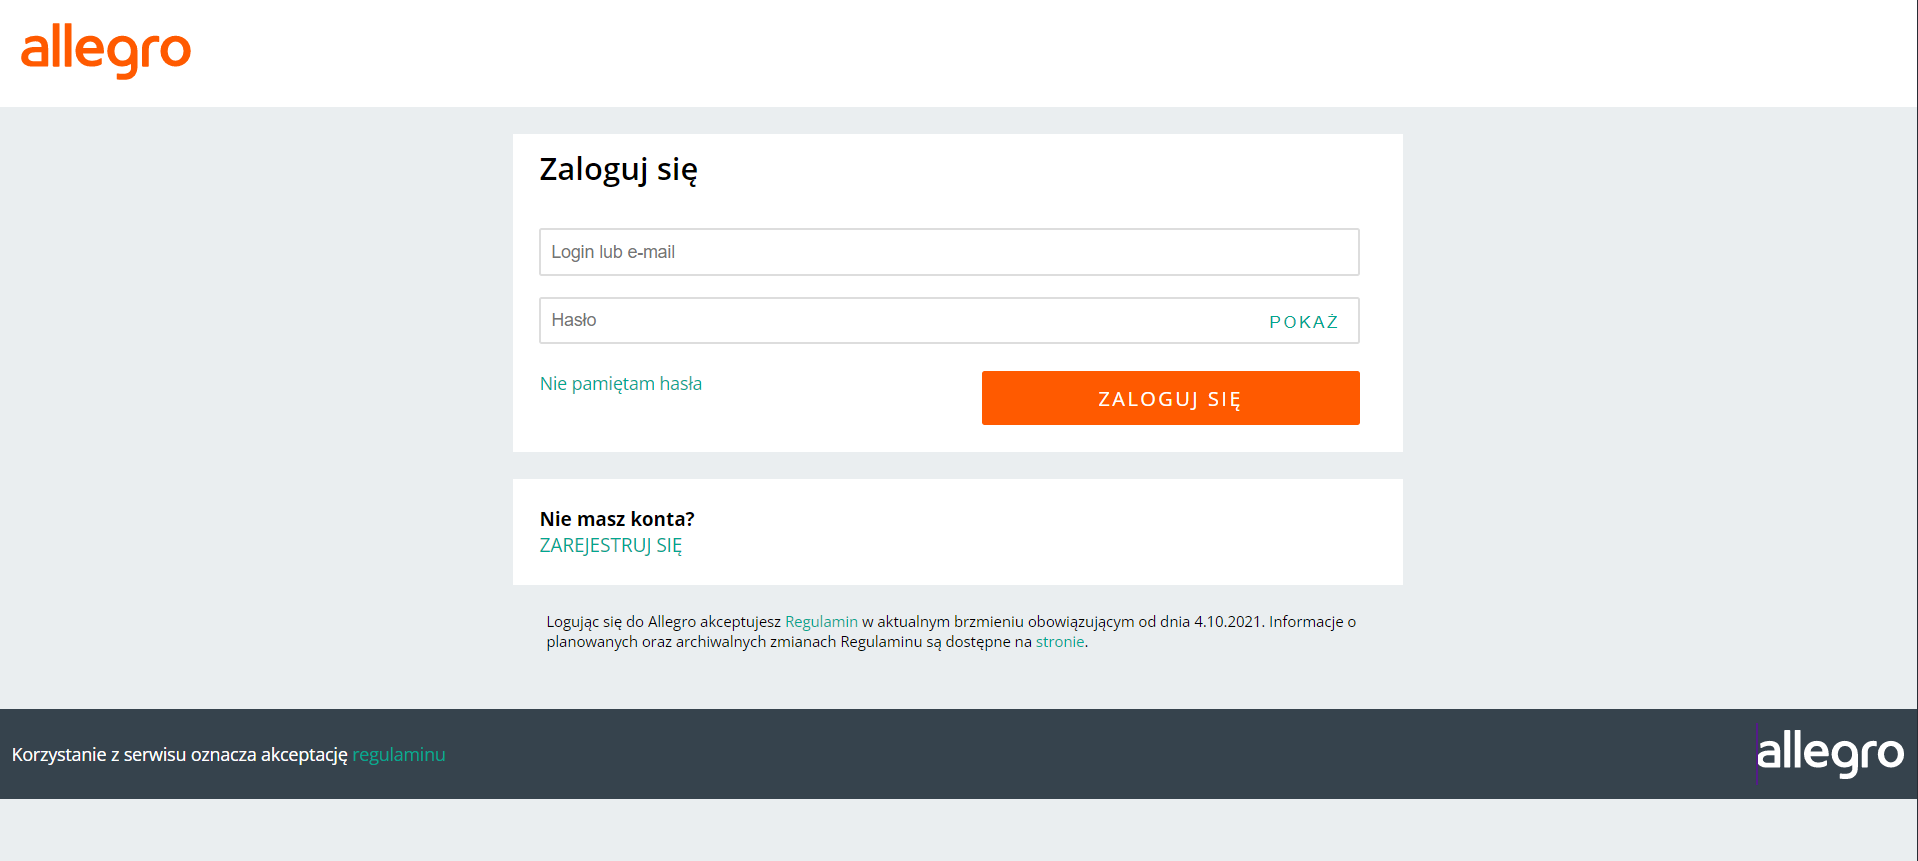 allegro
Zaloguj się
Login lub e-mail
Hasło POKAŻ
Nie pamiętam hasła ZALOGUJ SIĘ
Nie masz konta?
ZAREJESTRUJ SIĘ
Logując się do Allegro akceptujesz Regulamin w aktualnym brzmieniu obowiązującym od dnia 4.10.2021. Informacje o
planowanych oraz archiwalnych zmianach Regulaminu są dostępne na stronie.
Korzystanie z serwisu oznacza akceptację regulaminu allegro